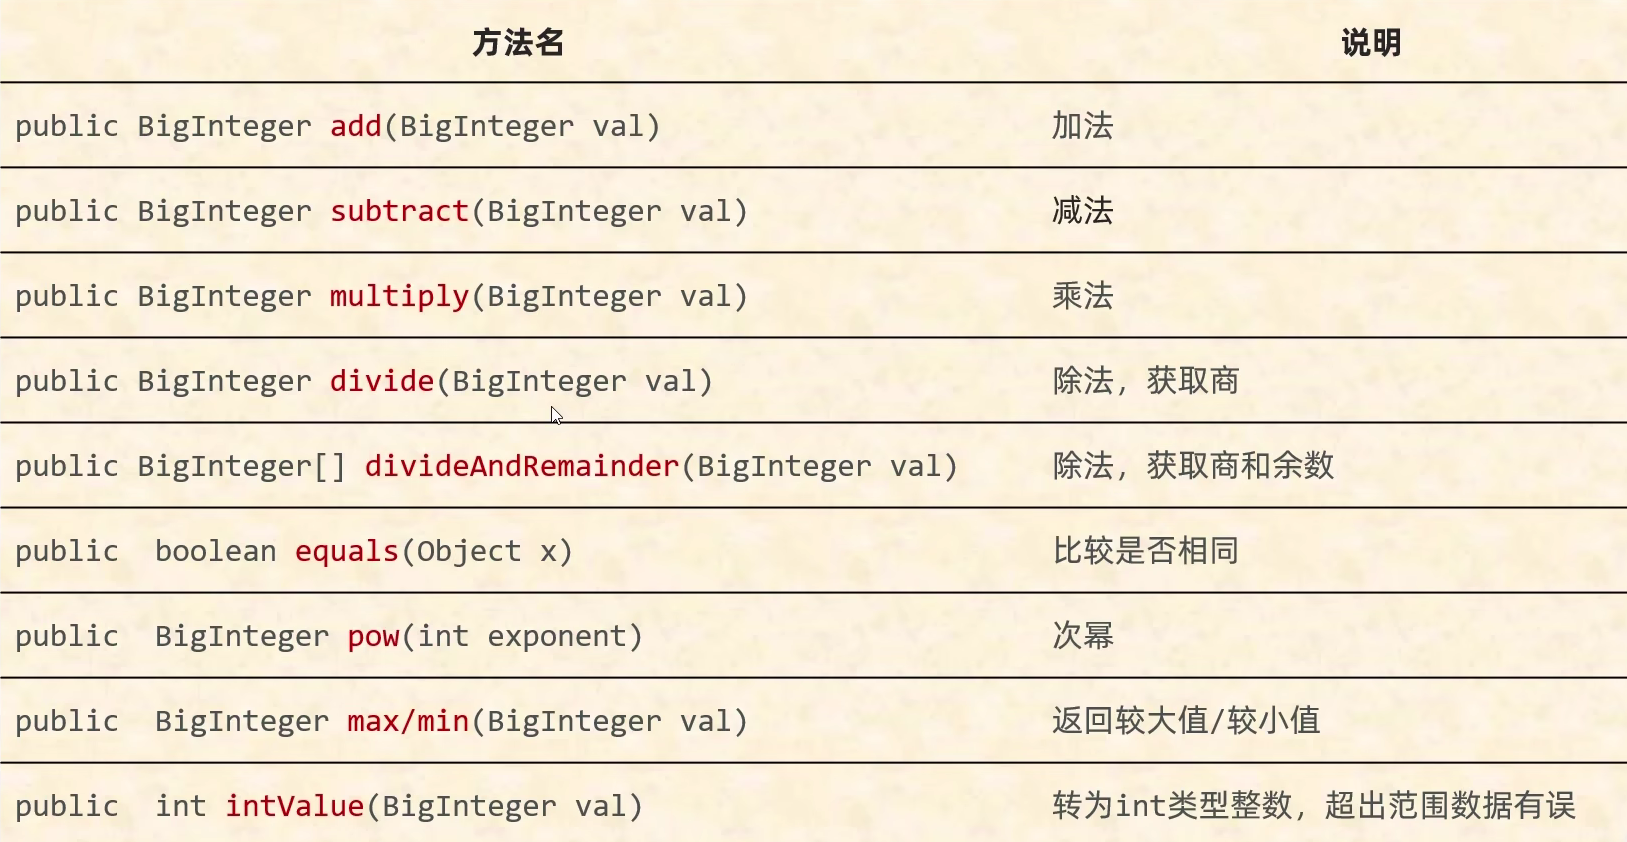 方法名 说明
public BigInteger add(BigInteger val) 加法
public BigInteger subtract(BigInteger val) 减法
public BigInteger multiply(BigInteger val) 乘法
public BigInteger divide(BigInteger val) 除法，获取商
public BigInteger[] divideAndRemainder(BigInteger val) 除法，获取商和余数
public  boolean equals(Object x) 比较是否相同
public  BigInteger pow(int exponent) 次幂
public  BigInteger max/min(BigInteger val) 返回较大值/较小值
public  int intValue(BigInteger val) 转为int类型整数，超出范围数据有误